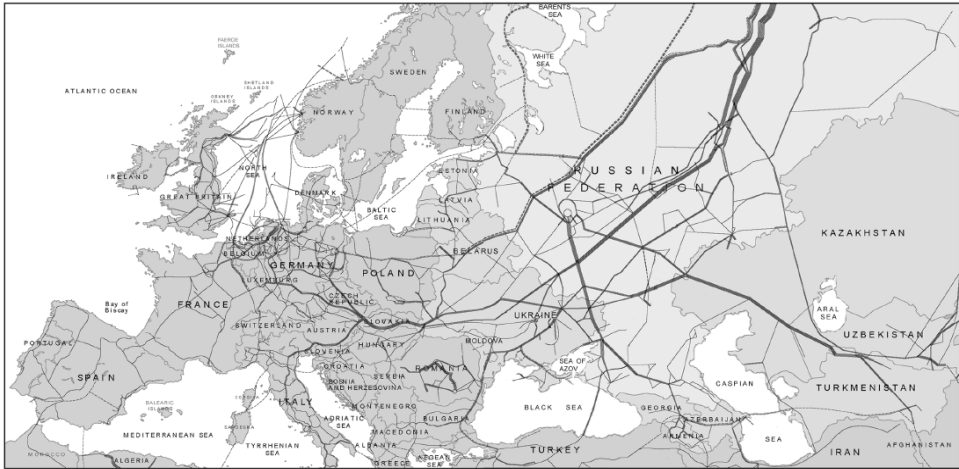 BARENTS
SEA
FAEROE
ISLANDS
WHITE
SEA
SWEDEN
ATLANTIC OCEAN
SHETLAND
ISLANDS
ORKNEY
ISLANDS
NORWAY
FINLAND
RUSSIAN
FEDERATION
IRELAND
NORTH
SEA
ESTONIA
GREAT BRITAIN
DENMARK
LATVIA
BALTIC
SEA
LITHUANIA
KAZAKHSTAN
NETHERLANDS
BELGIUM
GERMANY
POLAND
BELARUS
LUXEMBURG
Bay of
Biscay
FRANCE
CZECH
REPUBLIC
SLOVAKIA
UKRAINE
ARAL
SEA
SWITZERLAND
AUSTRIA
HUNGARY
MOLDOVA
UZBEKISTAN
PORTUGAL
SLOVENIA
CROATIA
ROMANIA
SEA OF
AZOV
SPAIN
BOSNIA
AND HERZESCOVINA
SERBIA
CASPIAN
TURKMENISTAN
BALEARIC
ISLANDS
ITALY
MONTENEGRO
BLACK SEA
GEORGIA
ADRIATIC
SEA
BULGARIA
AZERBAIJAN
MEDITERRANEAN SEA
MACEDONIA
ARMENIA
SEA
TYRRHENIAN
SEA
ALBANIA
TURKEY
AFGHANISTAN
MOROCCO
ALGERIA
GREECE
AEGEAN
SEA
IRAN